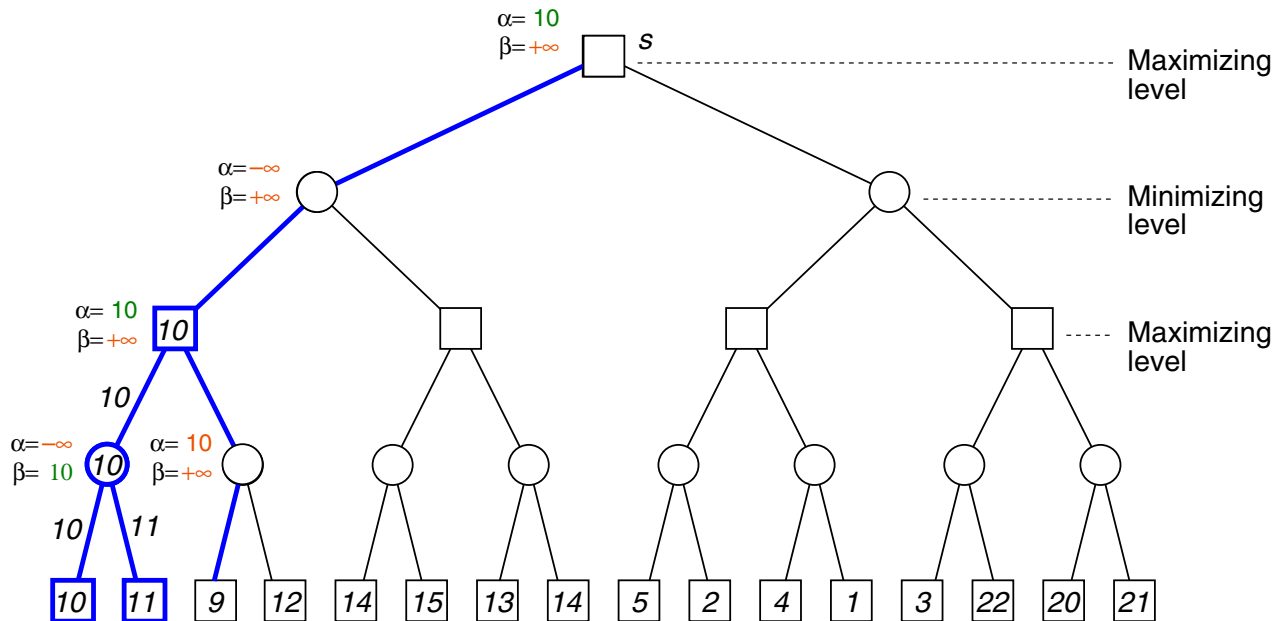 α= 10
β= +∞
s
Maximizing
level
α= −∞
β= +∞
Minimizing
level
α= 10
β= +∞
10
Maximizing
level
10
α= −∞
β= 10
10
α= 10
β= +∞
10
11
10 11 9 12 14 15 13 14 5 2 4 1 3 22 20 21